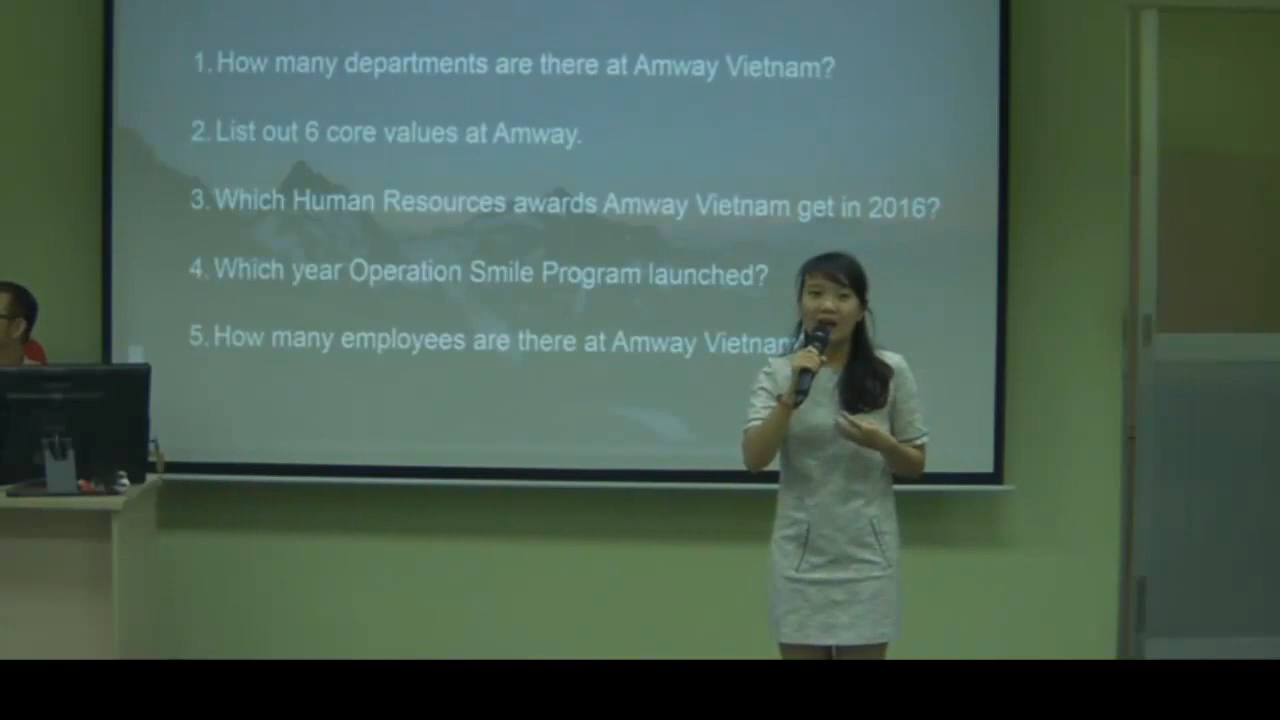 1. How many departments are there at Amway Vietnam?
2. List out 6 core values at Amway.
3. Which Human Resources awards Amway Vietnam get in 2016?
4. Which year Operation Smile Program launched?
5. How many employees are there at Amway